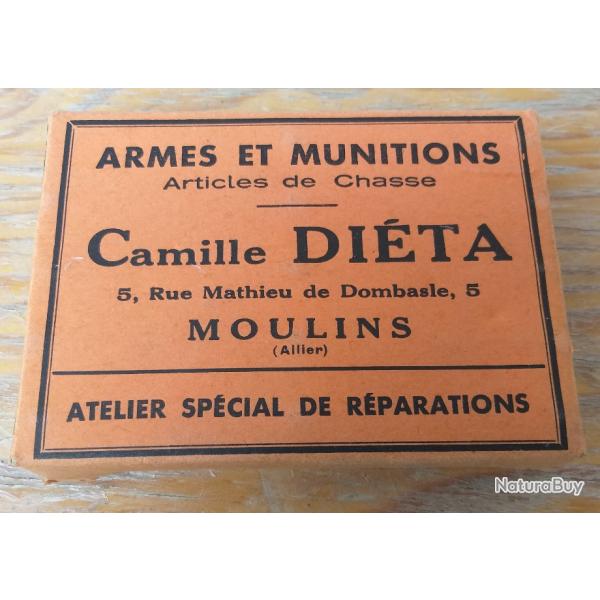 ARMES ET MUNITIONS
Articles de Chasse
Camille DIÉTA
5, Rue Mathieu de Dombasle, 5
MOULINS
(Allier)
ATELIER SPÉCIAL DE RÉPARATIONS
NaturaBuy